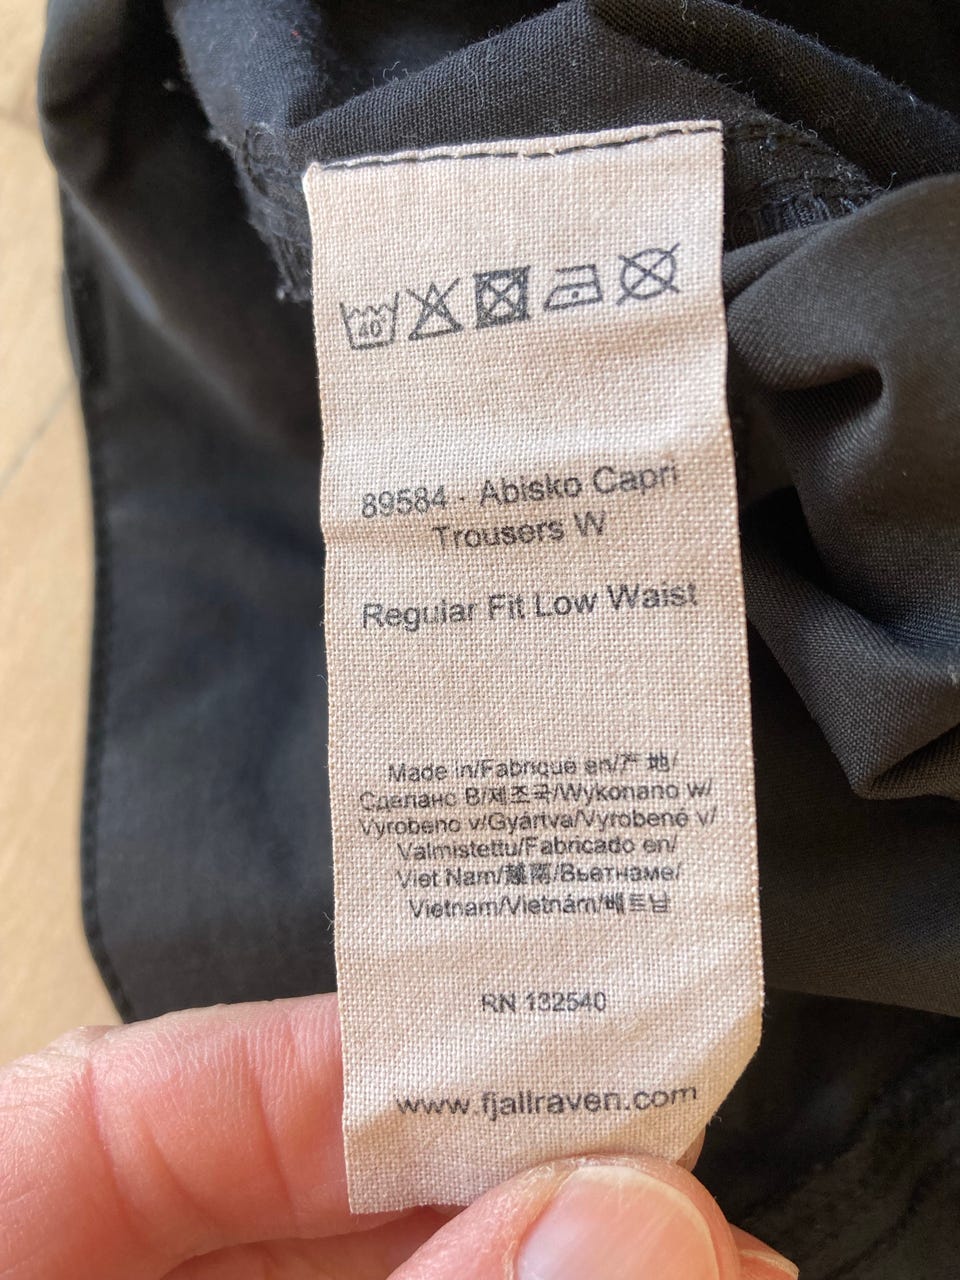 40
89584 - Abisko Capri
Trousers W
Regular Fit Low Waist
Made in/Fabriqué en/产 地/
Сделано В/제조국/Wykonano w/
Vyrobeno v/Gyártva/Vyrobené v/
Valmistettu/Fabricado en/
Viet Nam/越南/Вьетнаме/
Vietnam/Vietnám/베트남
RN 132540
www.fjallraven.com